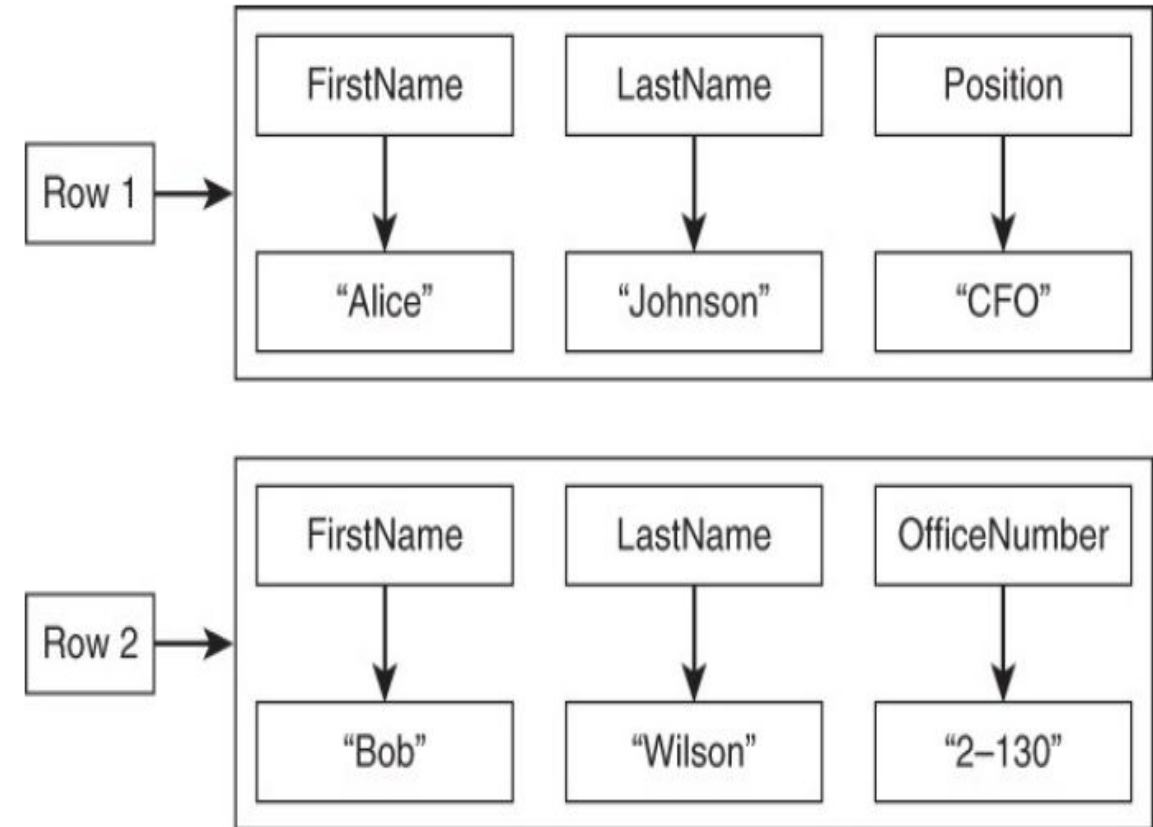 FirstName LastName Position
Row 1
“Alice” “Johnson” “CFO”
FirstName LastName OfficeNumber
Row 2
“Bob” “Wilson” “2–130”